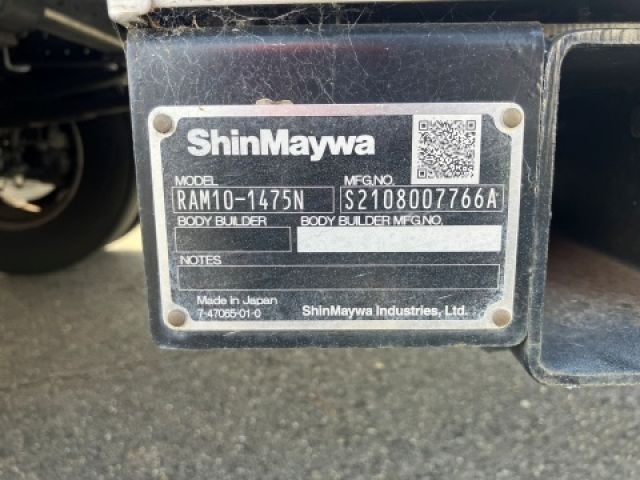 ShinMaywa
MODEL MFG.NO.
RAM10-1475N S2108007766A
BODY BUILDER BODY BUILDER MFG.NO.
NOTES
Made in Japan
7-47065-01-0 ShinMaywa Industries, Ltd.